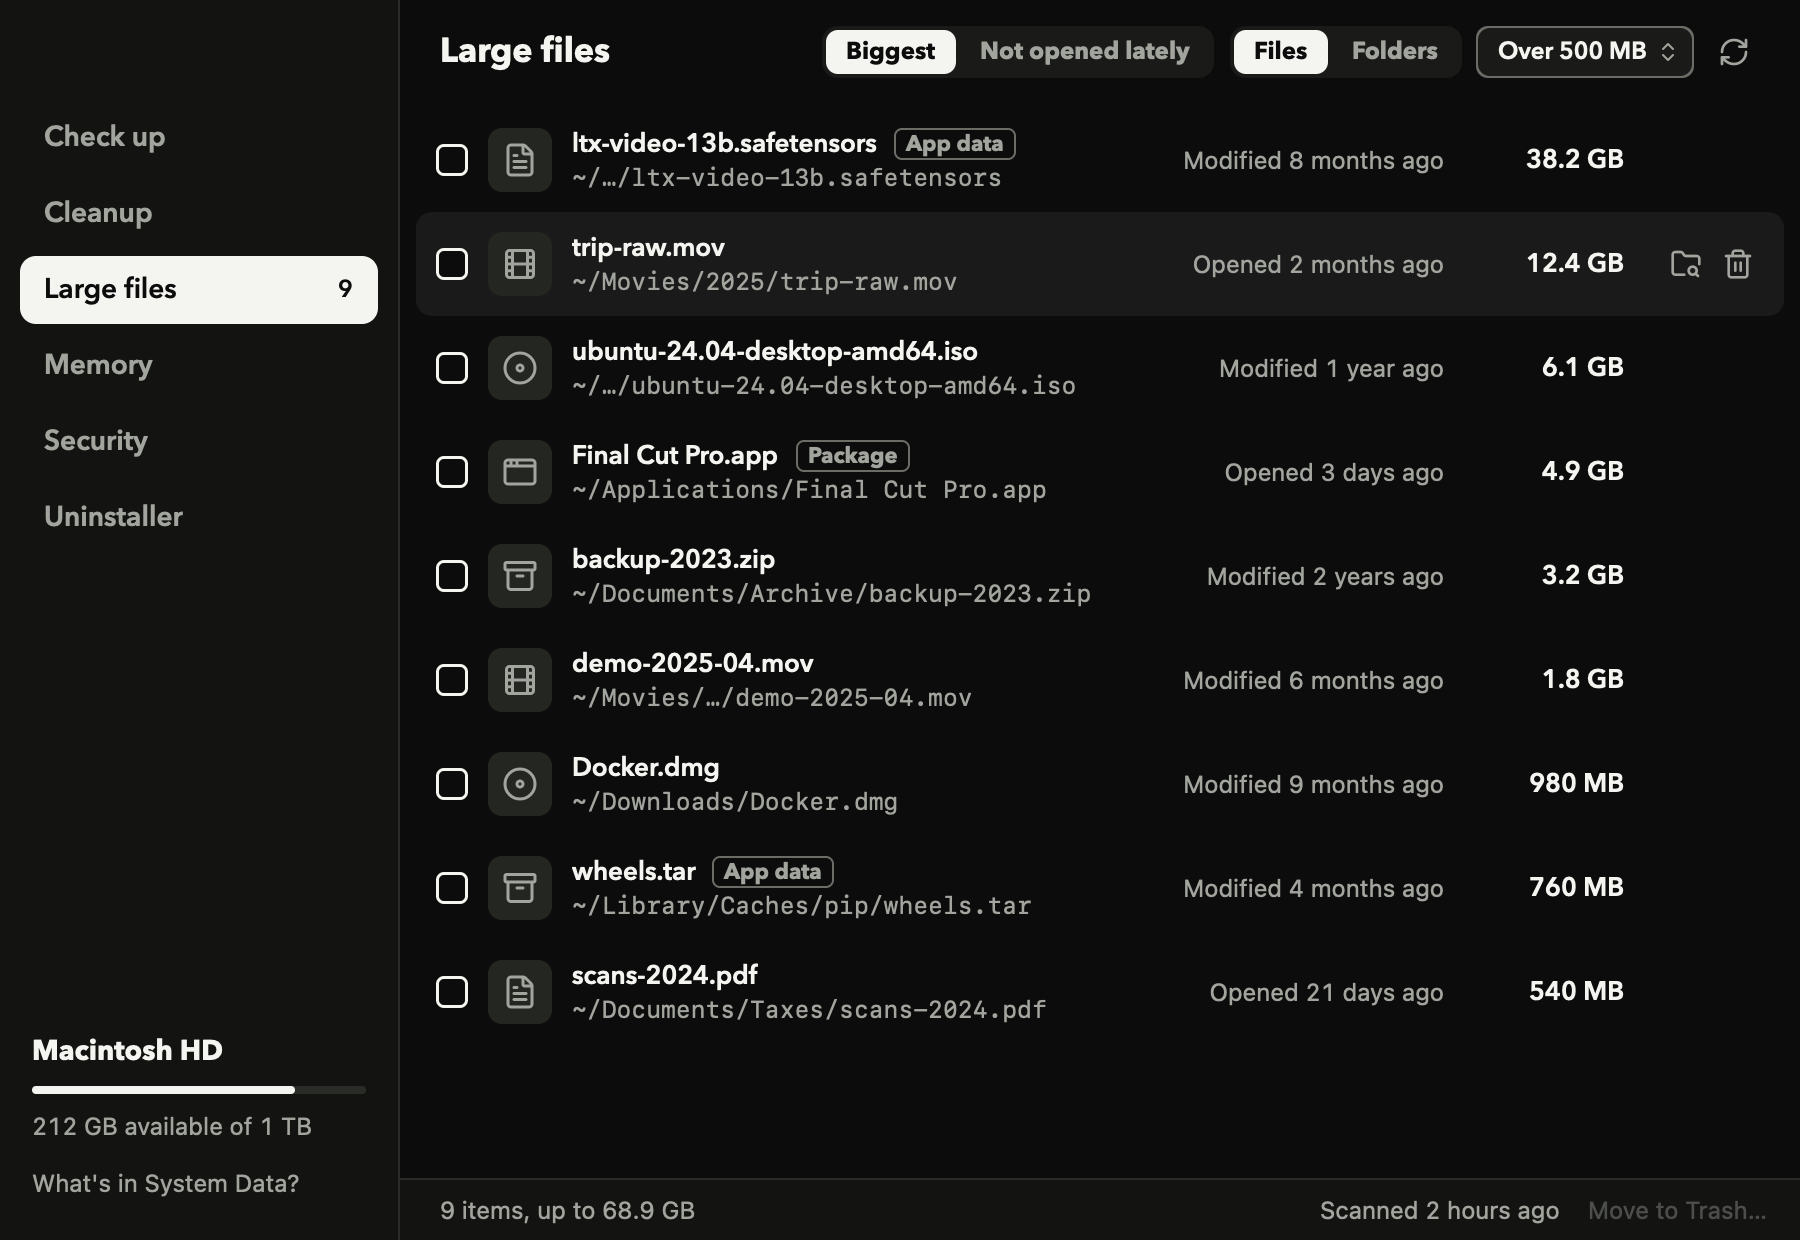 Large files
Biggest
Not opened lately
Files
Folders
Over 500 MB
Check up
Cleanup
Large files 9
Memory
Security
Uninstaller
ltx-video-13b.safetensors App data
~/…/ltx-video-13b.safetensors
Modified 8 months ago
38.2 GB
trip-raw.mov
~/Movies/2025/trip-raw.mov
Opened 2 months ago
12.4 GB
ubuntu-24.04-desktop-amd64.iso
~/…/ubuntu-24.04-desktop-amd64.iso
Modified 1 year ago
6.1 GB
Final Cut Pro.app Package
~/Applications/Final Cut Pro.app
Opened 3 days ago
4.9 GB
backup-2023.zip
~/Documents/Archive/backup-2023.zip
Modified 2 years ago
3.2 GB
demo-2025-04.mov
~/Movies/…/demo-2025-04.mov
Modified 6 months ago
1.8 GB
Docker.dmg
~/Downloads/Docker.dmg
Modified 9 months ago
980 MB
wheels.tar App data
~/Library/Caches/pip/wheels.tar
Modified 4 months ago
760 MB
scans-2024.pdf
~/Documents/Taxes/scans-2024.pdf
Opened 21 days ago
540 MB
Macintosh HD
212 GB available of 1 TB
What's in System Data?
9 items, up to 68.9 GB
Scanned 2 hours ago
Move to Trash...